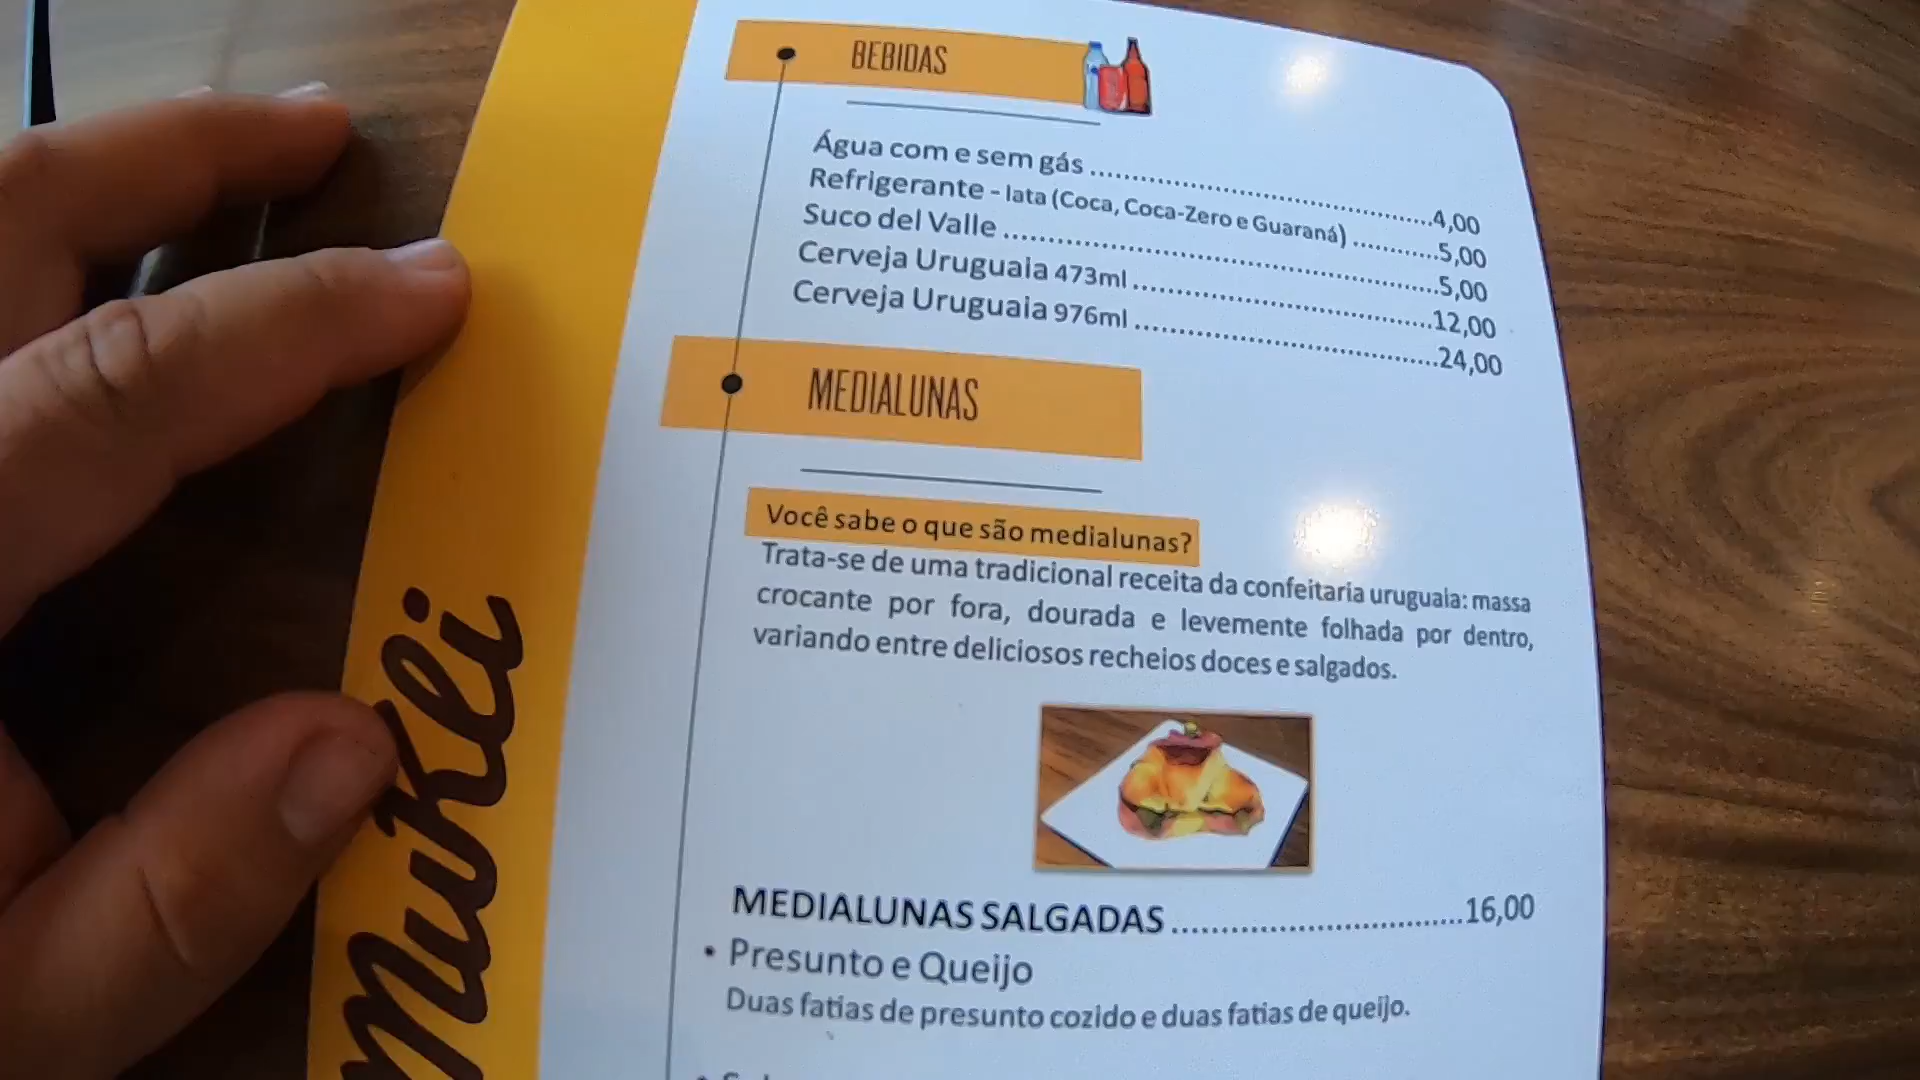 BEBIDAS
Água com e sem gás ........ 4,00
Refrigerante - lata (Coca, Coca-Zero e Guaraná) ........ 5,00
Suco del Valle ........ 5,00
Cerveja Uruguaia 473ml ........ 12,00
Cerveja Uruguaia 976ml ........ 24,00
MEDIALUNAS
Você sabe o que são medialunas?
Trata-se de uma tradicional receita da confeitaria uruguaia: massa
crocante por fora, dourada e levemente folhada por dentro,
variando entre deliciosos recheios doces e salgados.
MEDIALUNAS SALGADAS ........ 16,00
• Presunto e Queijo
Duas fatias de presunto cozido e duas fatias de queijo.